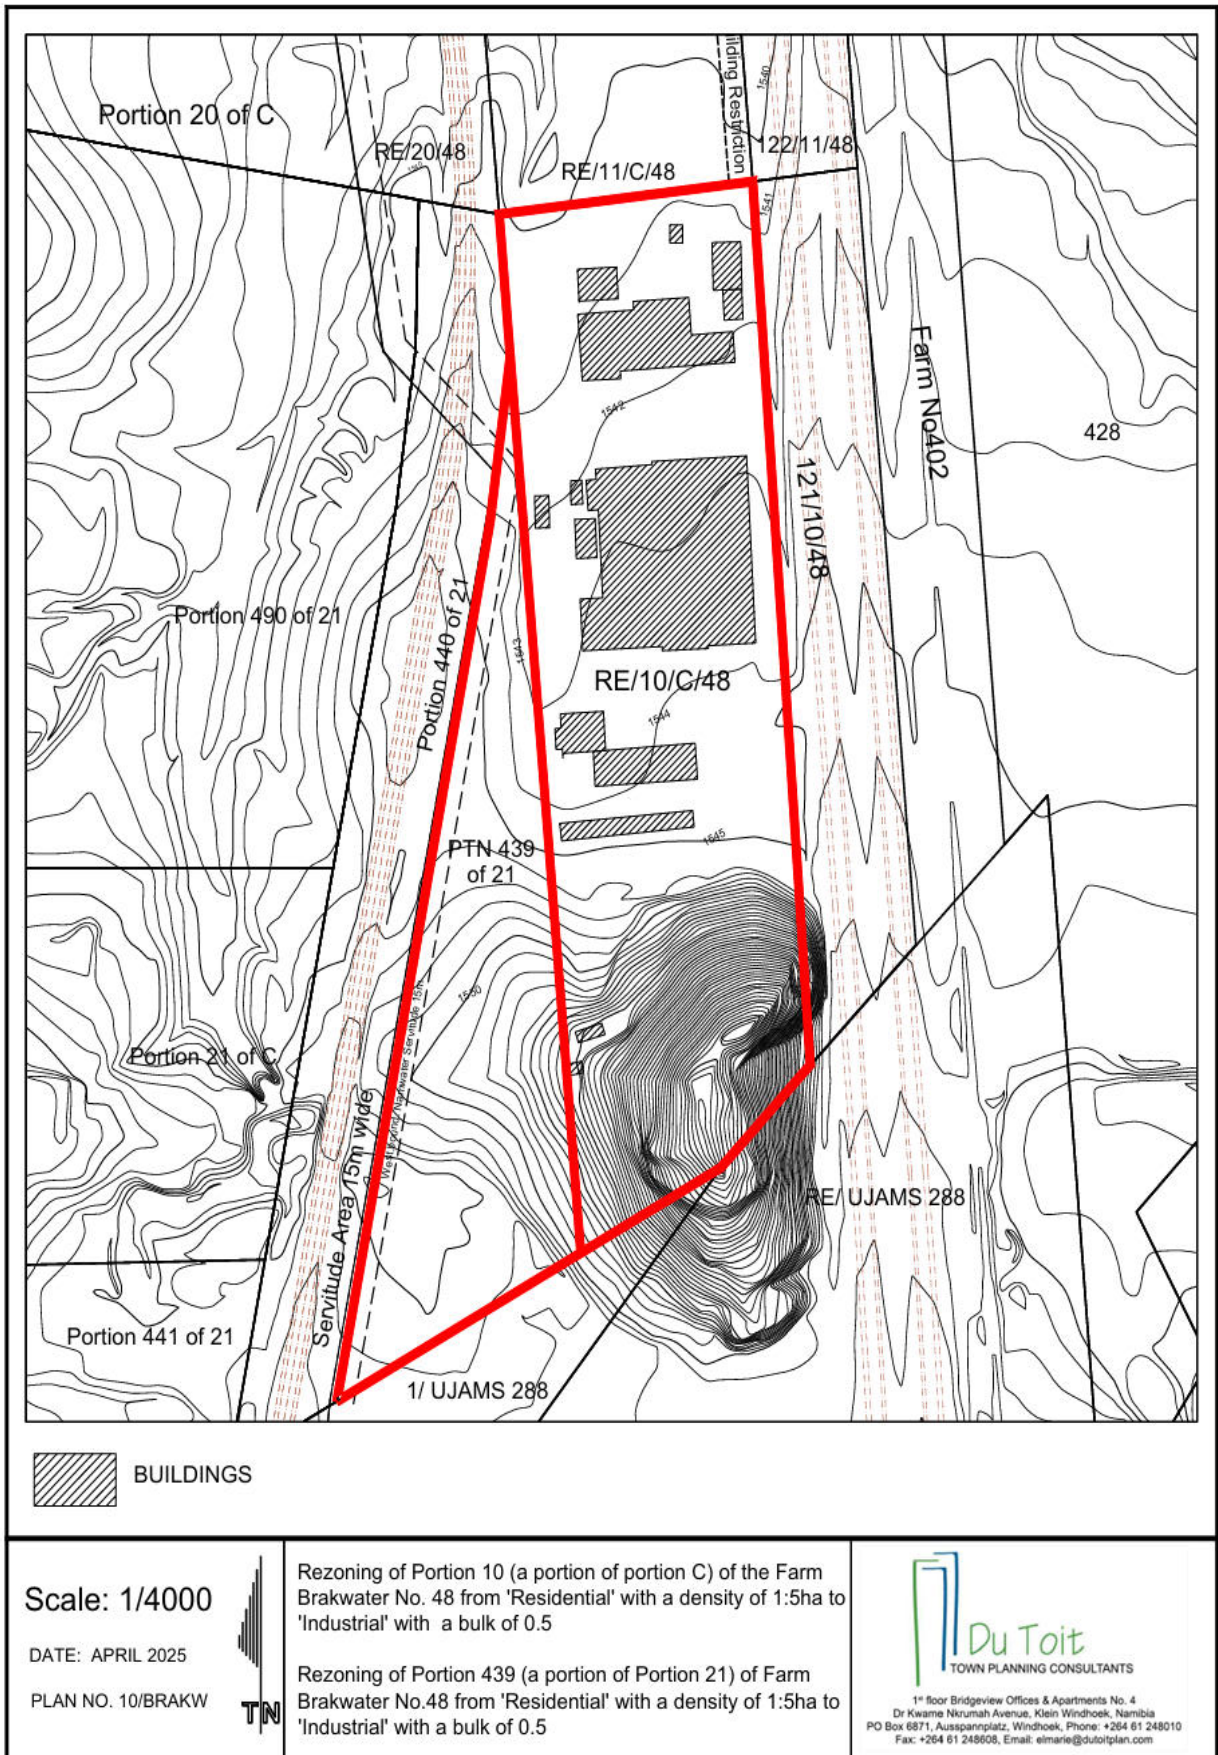 Portion 20 of C
RE/20/48
RE/11/C/48
ilding Restriction
122/11/48
1540
1541
1542
Farm No402
428
121/10/48
Portion 490 of 21
Portion 440 of 21
1543
RE/10/C/48
1544
1545
PTN 439
of 21
1550
Portion 21 of C
Servitude Area 15m wide
RE/ UJAMS 288
Portion 441 of 21
1/ UJAMS 288
BUILDINGS
Scale: 1/4000
DATE: APRIL 2025
PLAN NO. 10/BRAKW
TN
Rezoning of Portion 10 (a portion of portion C) of the Farm
Brakwater No. 48 from 'Residential' with a density of 1:5ha to
'Industrial' with a bulk of 0.5
Rezoning of Portion 439 (a portion of Portion 21) of Farm
Brakwater No.48 from 'Residential' with a density of 1:5ha to
'Industrial' with a bulk of 0.5
Du Toit
TOWN PLANNING CONSULTANTS
1st floor Bridgeview Offices & Apartments No. 4
Dr Kwame Nkrumah Avenue, Klein Windhoek, Namibia
PO Box 6871, Ausspannplatz, Windhoek, Phone: +264 61 248010
Fax: +264 61 248608, Email: elmarie@dutoitplan.com